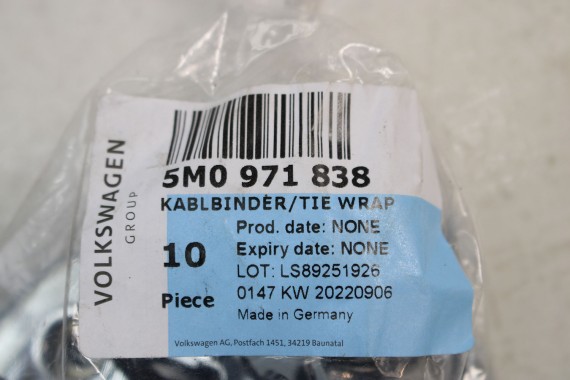 VOLKSWAGEN
GROUP
5M0 971 838
KABLBINDER/TIE WRAP
10
Piece
Prod. date: NONE
Expiry date: NONE
LOT: LS89251926
0147 KW 20220906
Made in Germany
Volkswagen AG, Postfach 1451, 34219 Baunatal